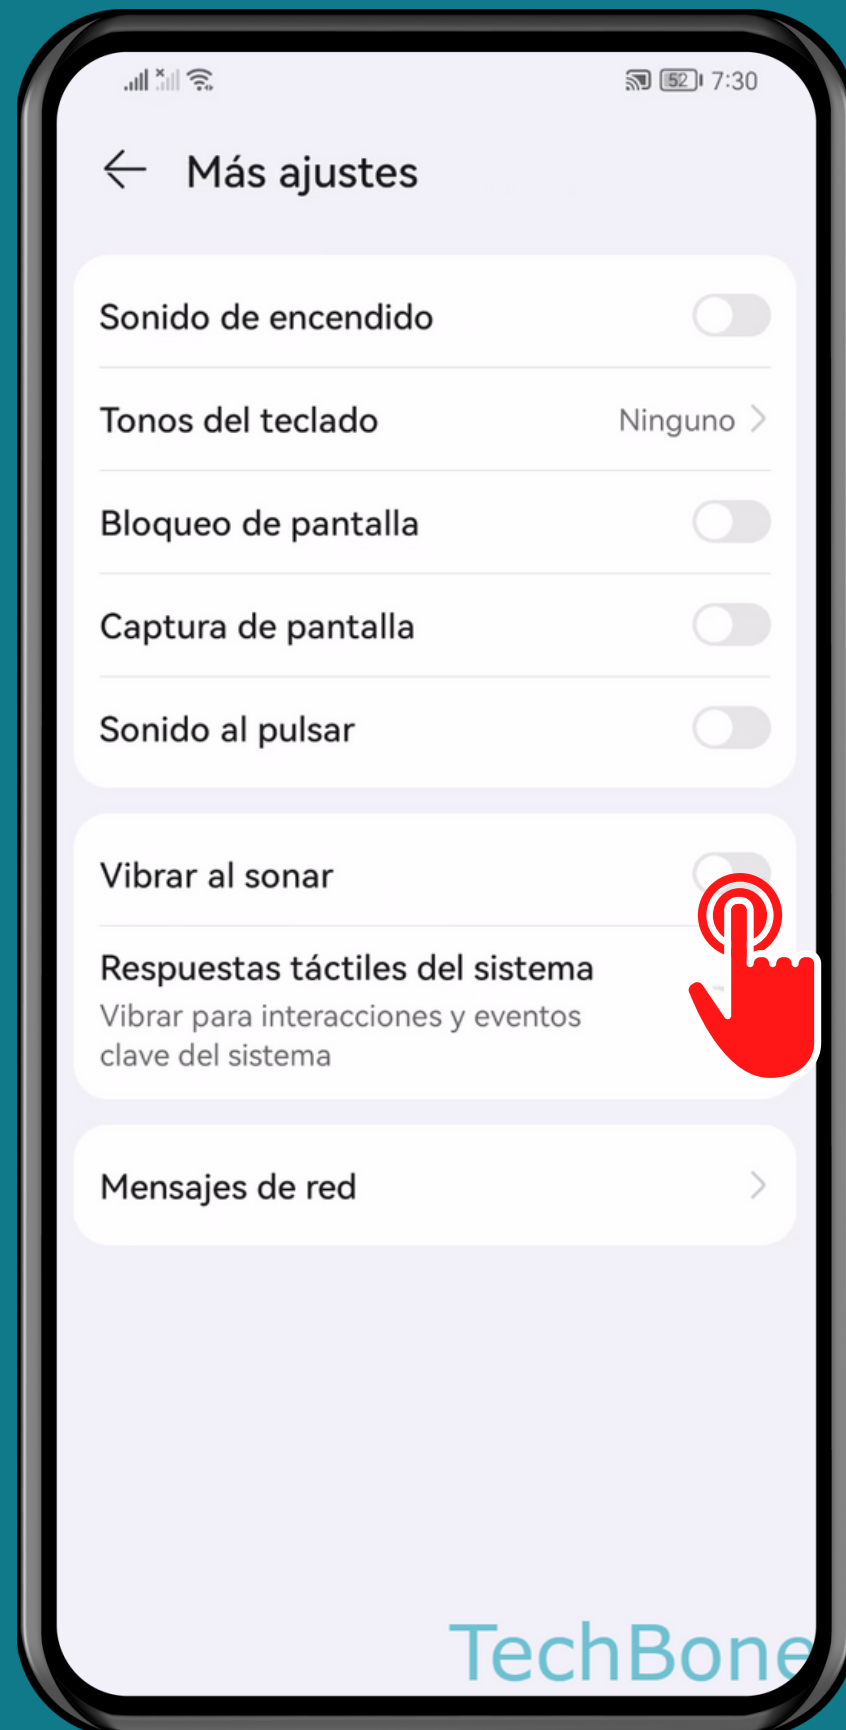 52 7:30
Más ajustes
Sonido de encendido
Tonos del teclado Ninguno
Bloqueo de pantalla
Captura de pantalla
Sonido al pulsar
Vibrar al sonar
Respuestas táctiles del sistema
Vibrar para interacciones y eventos
clave del sistema
Mensajes de red
TechBone